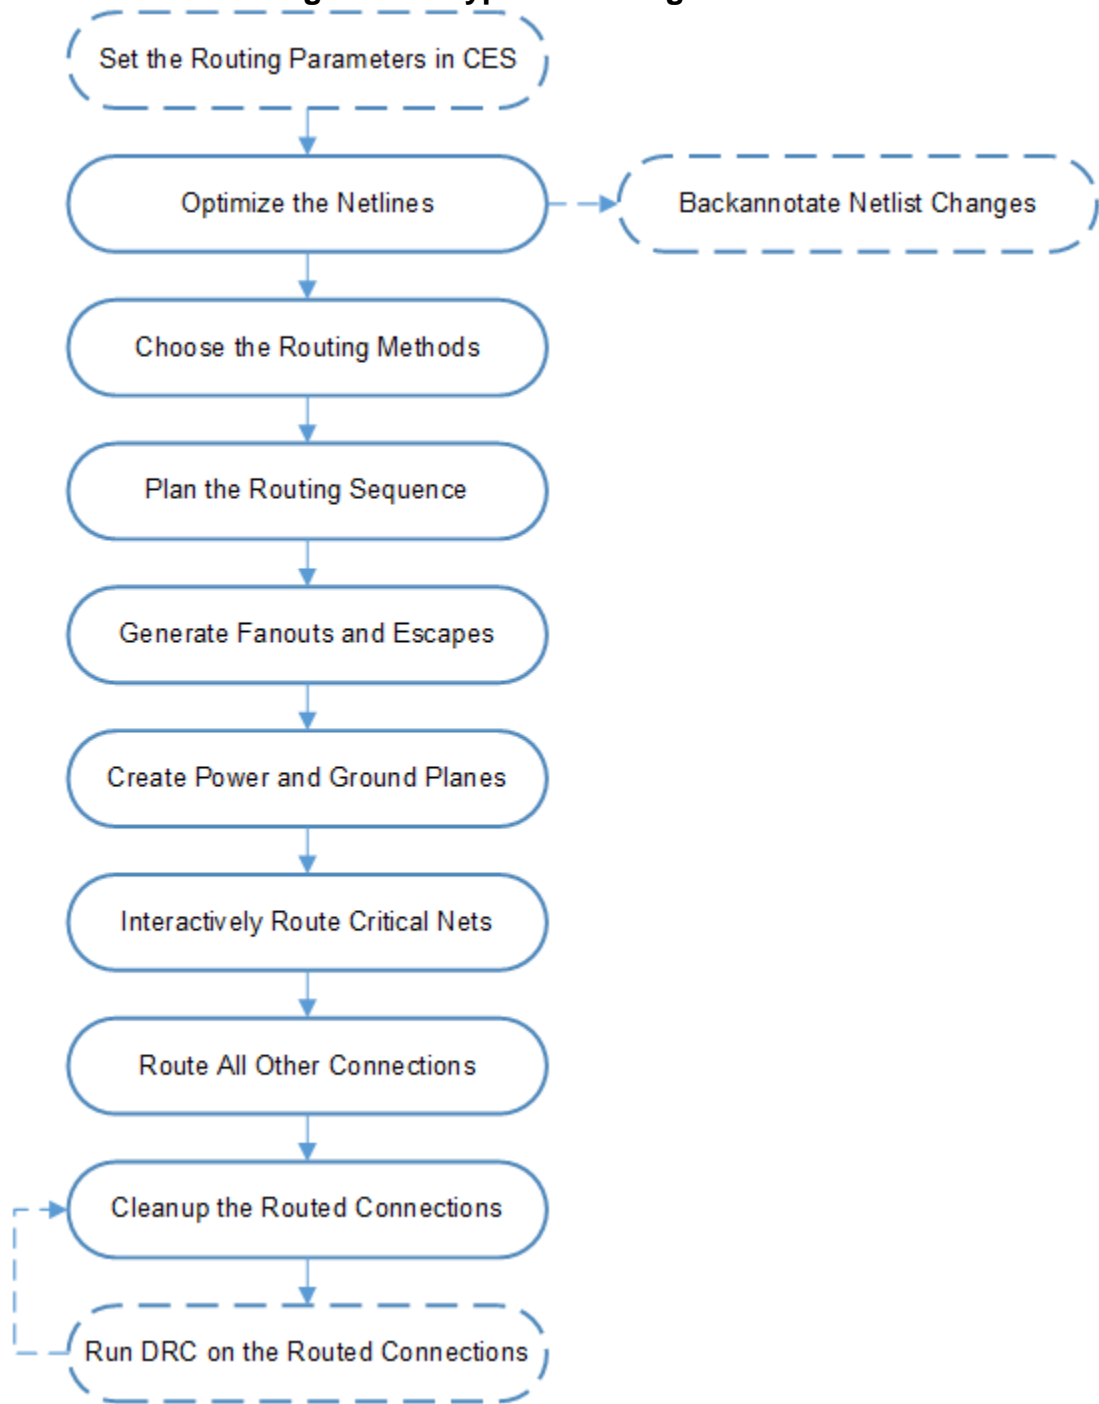 Set the Routing Parameters in CES
Optimize the Netlines
Backannotate Netlist Changes
Choose the Routing Methods
Plan the Routing Sequence
Generate Fanouts and Escapes
Create Power and Ground Planes
Interactively Route Critical Nets
Route All Other Connections
Cleanup the Routed Connections
Run DRC on the Routed Connections